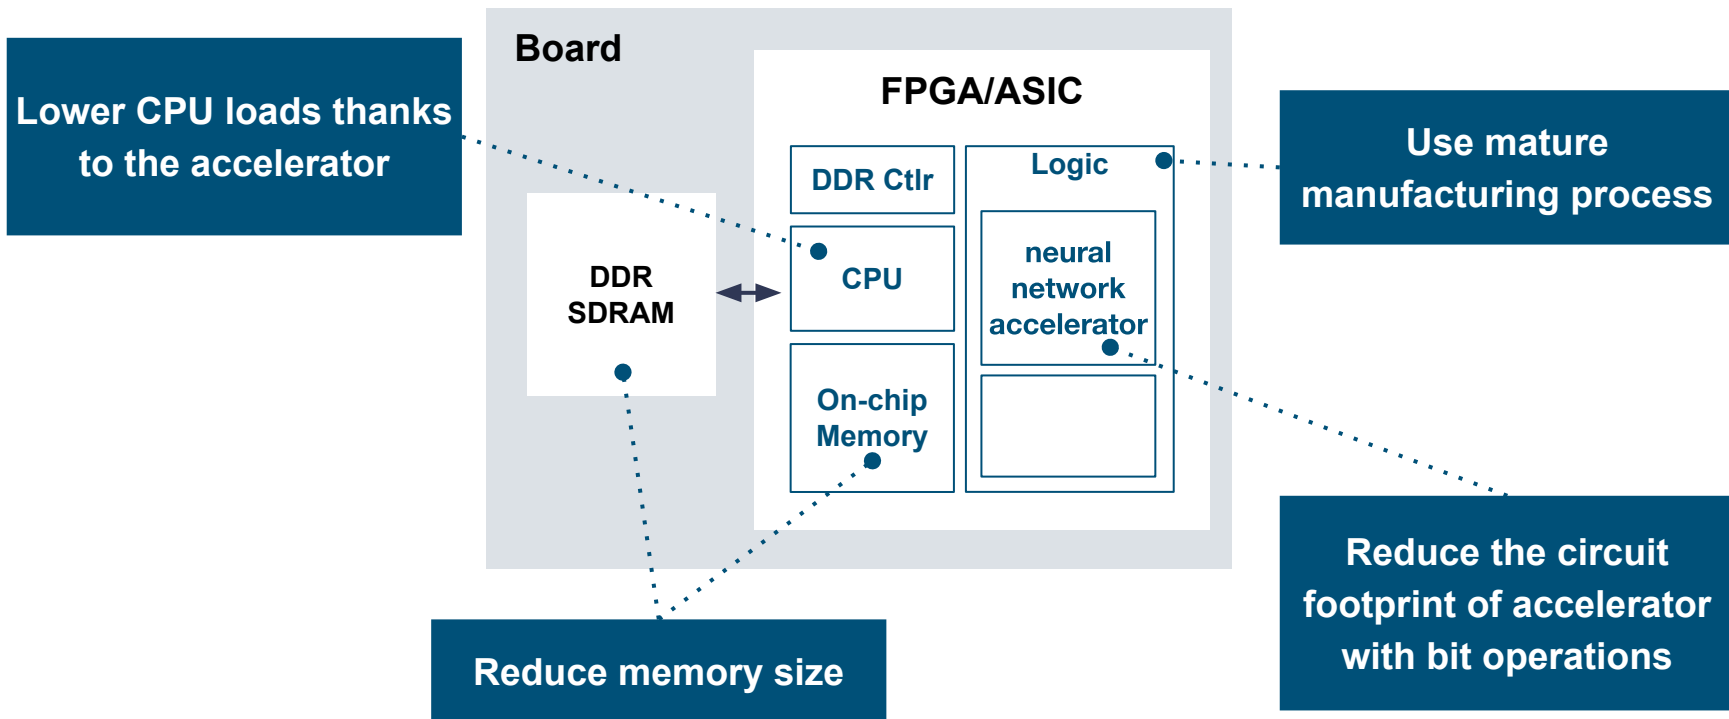 Board
FPGA/ASIC
Lower CPU loads thanks
to the accelerator
DDR Ctlr
Logic
Use mature
manufacturing process
DDR
SDRAM
CPU
neural
network
accelerator
On-chip
Memory
Reduce the circuit
footprint of accelerator
with bit operations
Reduce memory size